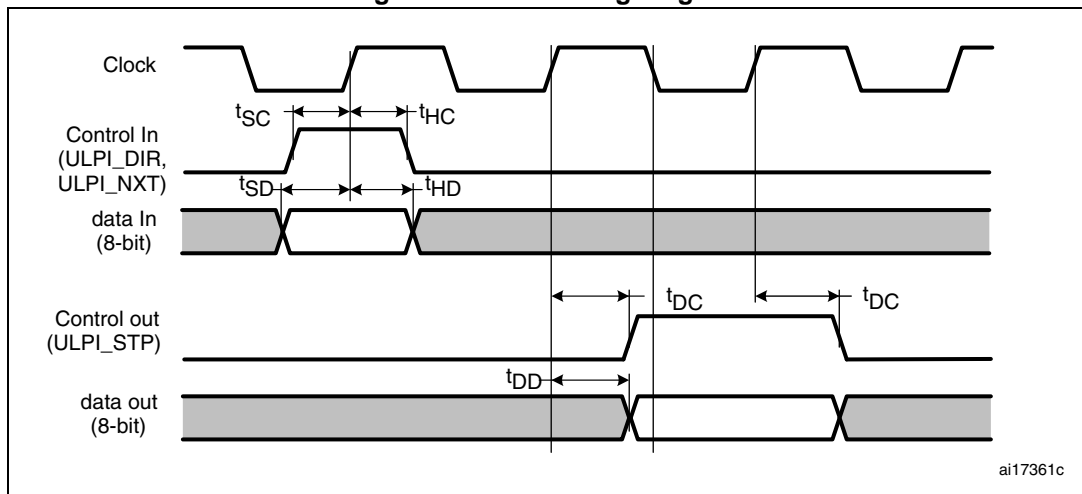 Clock
tSC
tHC
Control In
(ULPI_DIR,
ULPI_NXT)
tSD
tHD
data In
(8-bit)
tDC
tDC
Control out
(ULPI_STP)
tDD
data out
(8-bit)
ai17361c